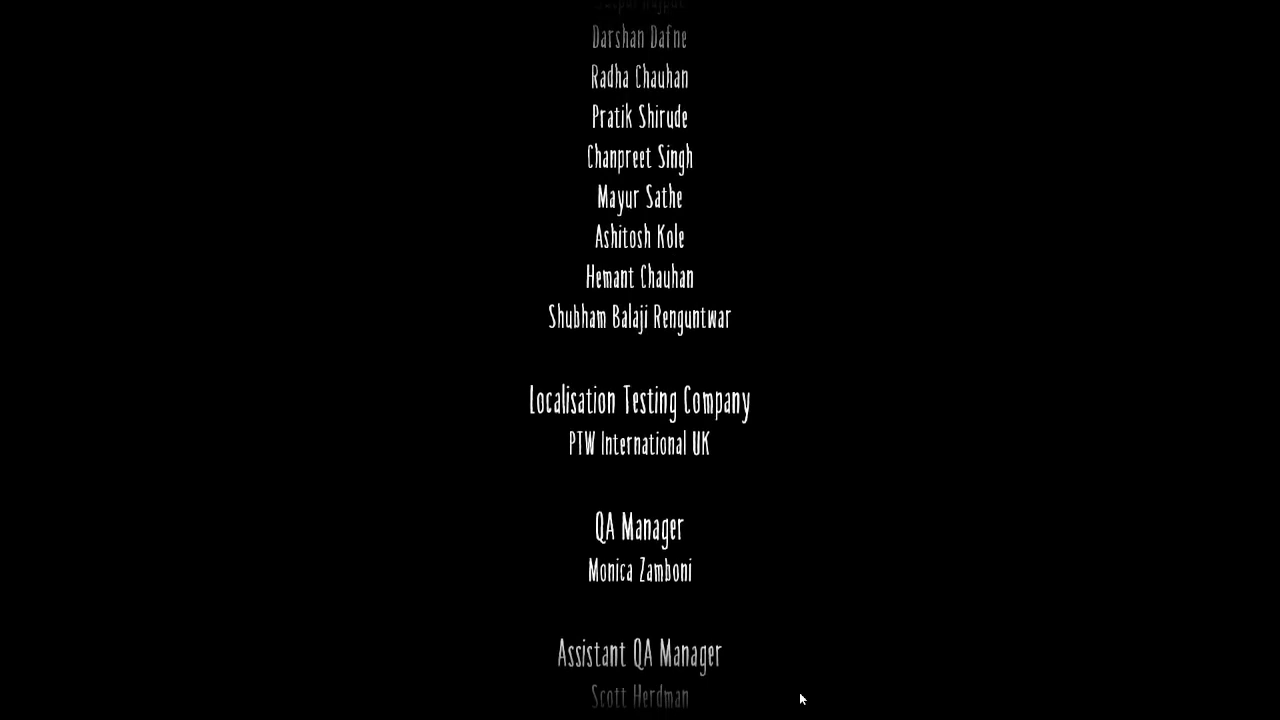 Darshan Dafne
Radha Chauhan
Pratik Shirude
Chanpreet Singh
Mayur Sathe
Ashitosh Kole
Hemant Chauhan
Shubham Balaji Renguntwar
Localisation Testing Company
PTW International UK
QA Manager
Monica Zamboni
Assistant QA Manager
Scott Herdman